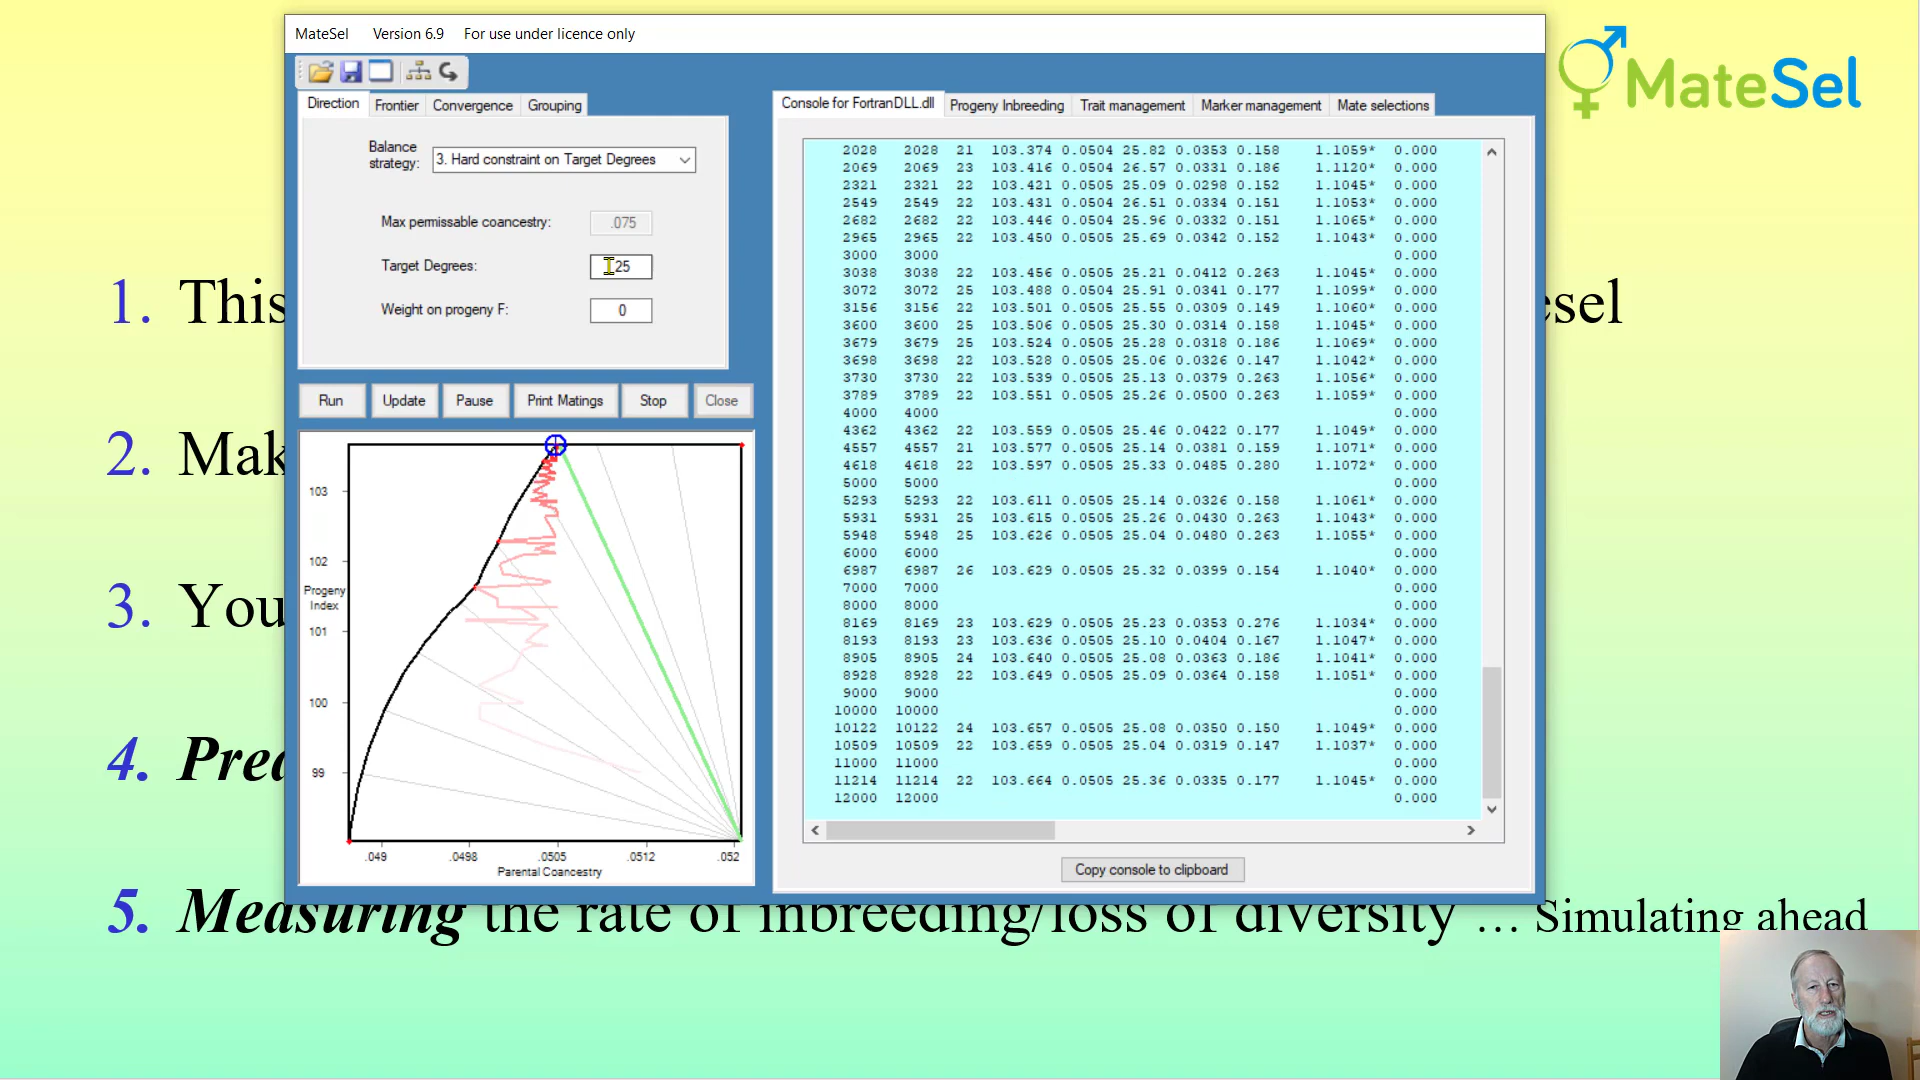 MateSel Version 6.9 For use under licence only
MateSel
Direction Frontier Convergence Grouping
Balance strategy: 3. Hard constraint on Target Degrees
Max permissable coancestry: .075
Target Degrees: 25
Weight on progeny F: 0
Run Update Pause Print Matings Stop Close
103
102
Progeny Index
101
100
99
.049 .0498 .0505 .0512 .052
Parental Coancestry
Console for FortranDLL.dll Progeny Inbreeding Trait management Marker management Mate selections
2028 2028 21 103.374 0.0504 25.82 0.0353 0.158 1.1059* 0.000
2069 2069 23 103.416 0.0504 26.57 0.0331 0.186 1.1120* 0.000
2321 2321 22 103.421 0.0505 25.09 0.0298 0.152 1.1045* 0.000
2549 2549 22 103.431 0.0504 26.51 0.0334 0.151 1.1053* 0.000
2682 2682 22 103.446 0.0504 25.96 0.0332 0.151 1.1065* 0.000
2965 2965 22 103.450 0.0505 25.69 0.0342 0.152 1.1043* 0.000
3000 3000 0.000
3038 3038 22 103.456 0.0505 25.21 0.0412 0.263 1.1045* 0.000
3072 3072 25 103.488 0.0504 25.91 0.0341 0.177 1.1099* 0.000
3156 3156 22 103.501 0.0505 25.55 0.0309 0.149 1.1060* 0.000
3600 3600 25 103.506 0.0505 25.30 0.0314 0.158 1.1045* 0.000
3679 3679 25 103.524 0.0505 25.28 0.0318 0.186 1.1069* 0.000
3698 3698 22 103.528 0.0505 25.06 0.0326 0.147 1.1042* 0.000
3730 3730 22 103.539 0.0505 25.13 0.0379 0.263 1.1056* 0.000
3789 3789 22 103.551 0.0505 25.26 0.0500 0.263 1.1059* 0.000
4000 4000 0.000
4362 4362 22 103.559 0.0505 25.46 0.0422 0.177 1.1049* 0.000
4557 4557 21 103.577 0.0505 25.14 0.0381 0.159 1.1071* 0.000
4618 4618 22 103.597 0.0505 25.33 0.0485 0.280 1.1072* 0.000
5000 5000 0.000
5293 5293 22 103.611 0.0505 25.14 0.0326 0.158 1.1061* 0.000
5931 5931 25 103.615 0.0505 25.26 0.0430 0.263 1.1043* 0.000
5948 5948 25 103.626 0.0505 25.04 0.0480 0.263 1.1055* 0.000
6000 6000 0.000
6987 6987 26 103.629 0.0505 25.32 0.0399 0.154 1.1040* 0.000
7000 7000 0.000
8000 8000 0.000
8169 8169 23 103.629 0.0505 25.23 0.0353 0.276 1.1034* 0.000
8193 8193 23 103.636 0.0505 25.10 0.0404 0.167 1.1047* 0.000
8905 8905 24 103.640 0.0505 25.08 0.0363 0.186 1.1041* 0.000
8928 8928 22 103.649 0.0505 25.09 0.0364 0.158 1.1051* 0.000
9000 9000 0.000
10000 10000 0.000
10122 10122 24 103.657 0.0505 25.08 0.0350 0.150 1.1049* 0.000
10509 10509 22 103.659 0.0505 25.04 0.0319 0.147 1.1037* 0.000
11000 11000 0.000
11214 11214 22 103.664 0.0505 25.36 0.0335 0.177 1.1045* 0.000
12000 12000 0.000
Copy console to clipboard
1. This esel
2. Mak
3. You
4. Pred
5. Measuring the rate of inbreeding/loss of diversity ... Simulating ahead